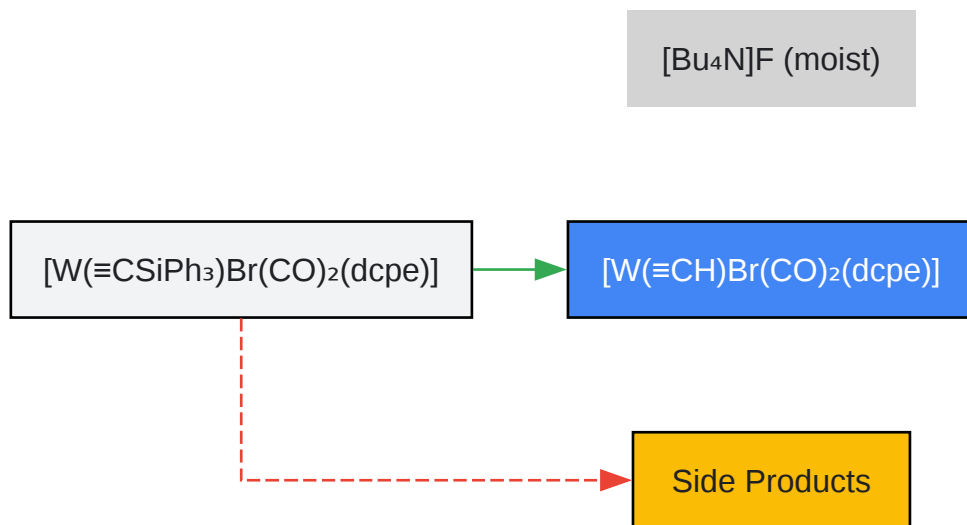 [Bu₄N]F (moist)
[W(≡CSiPh₃)Br(CO)₂(dcpe)]
[W(≡CH)Br(CO)₂(dcpe)]
Side Products